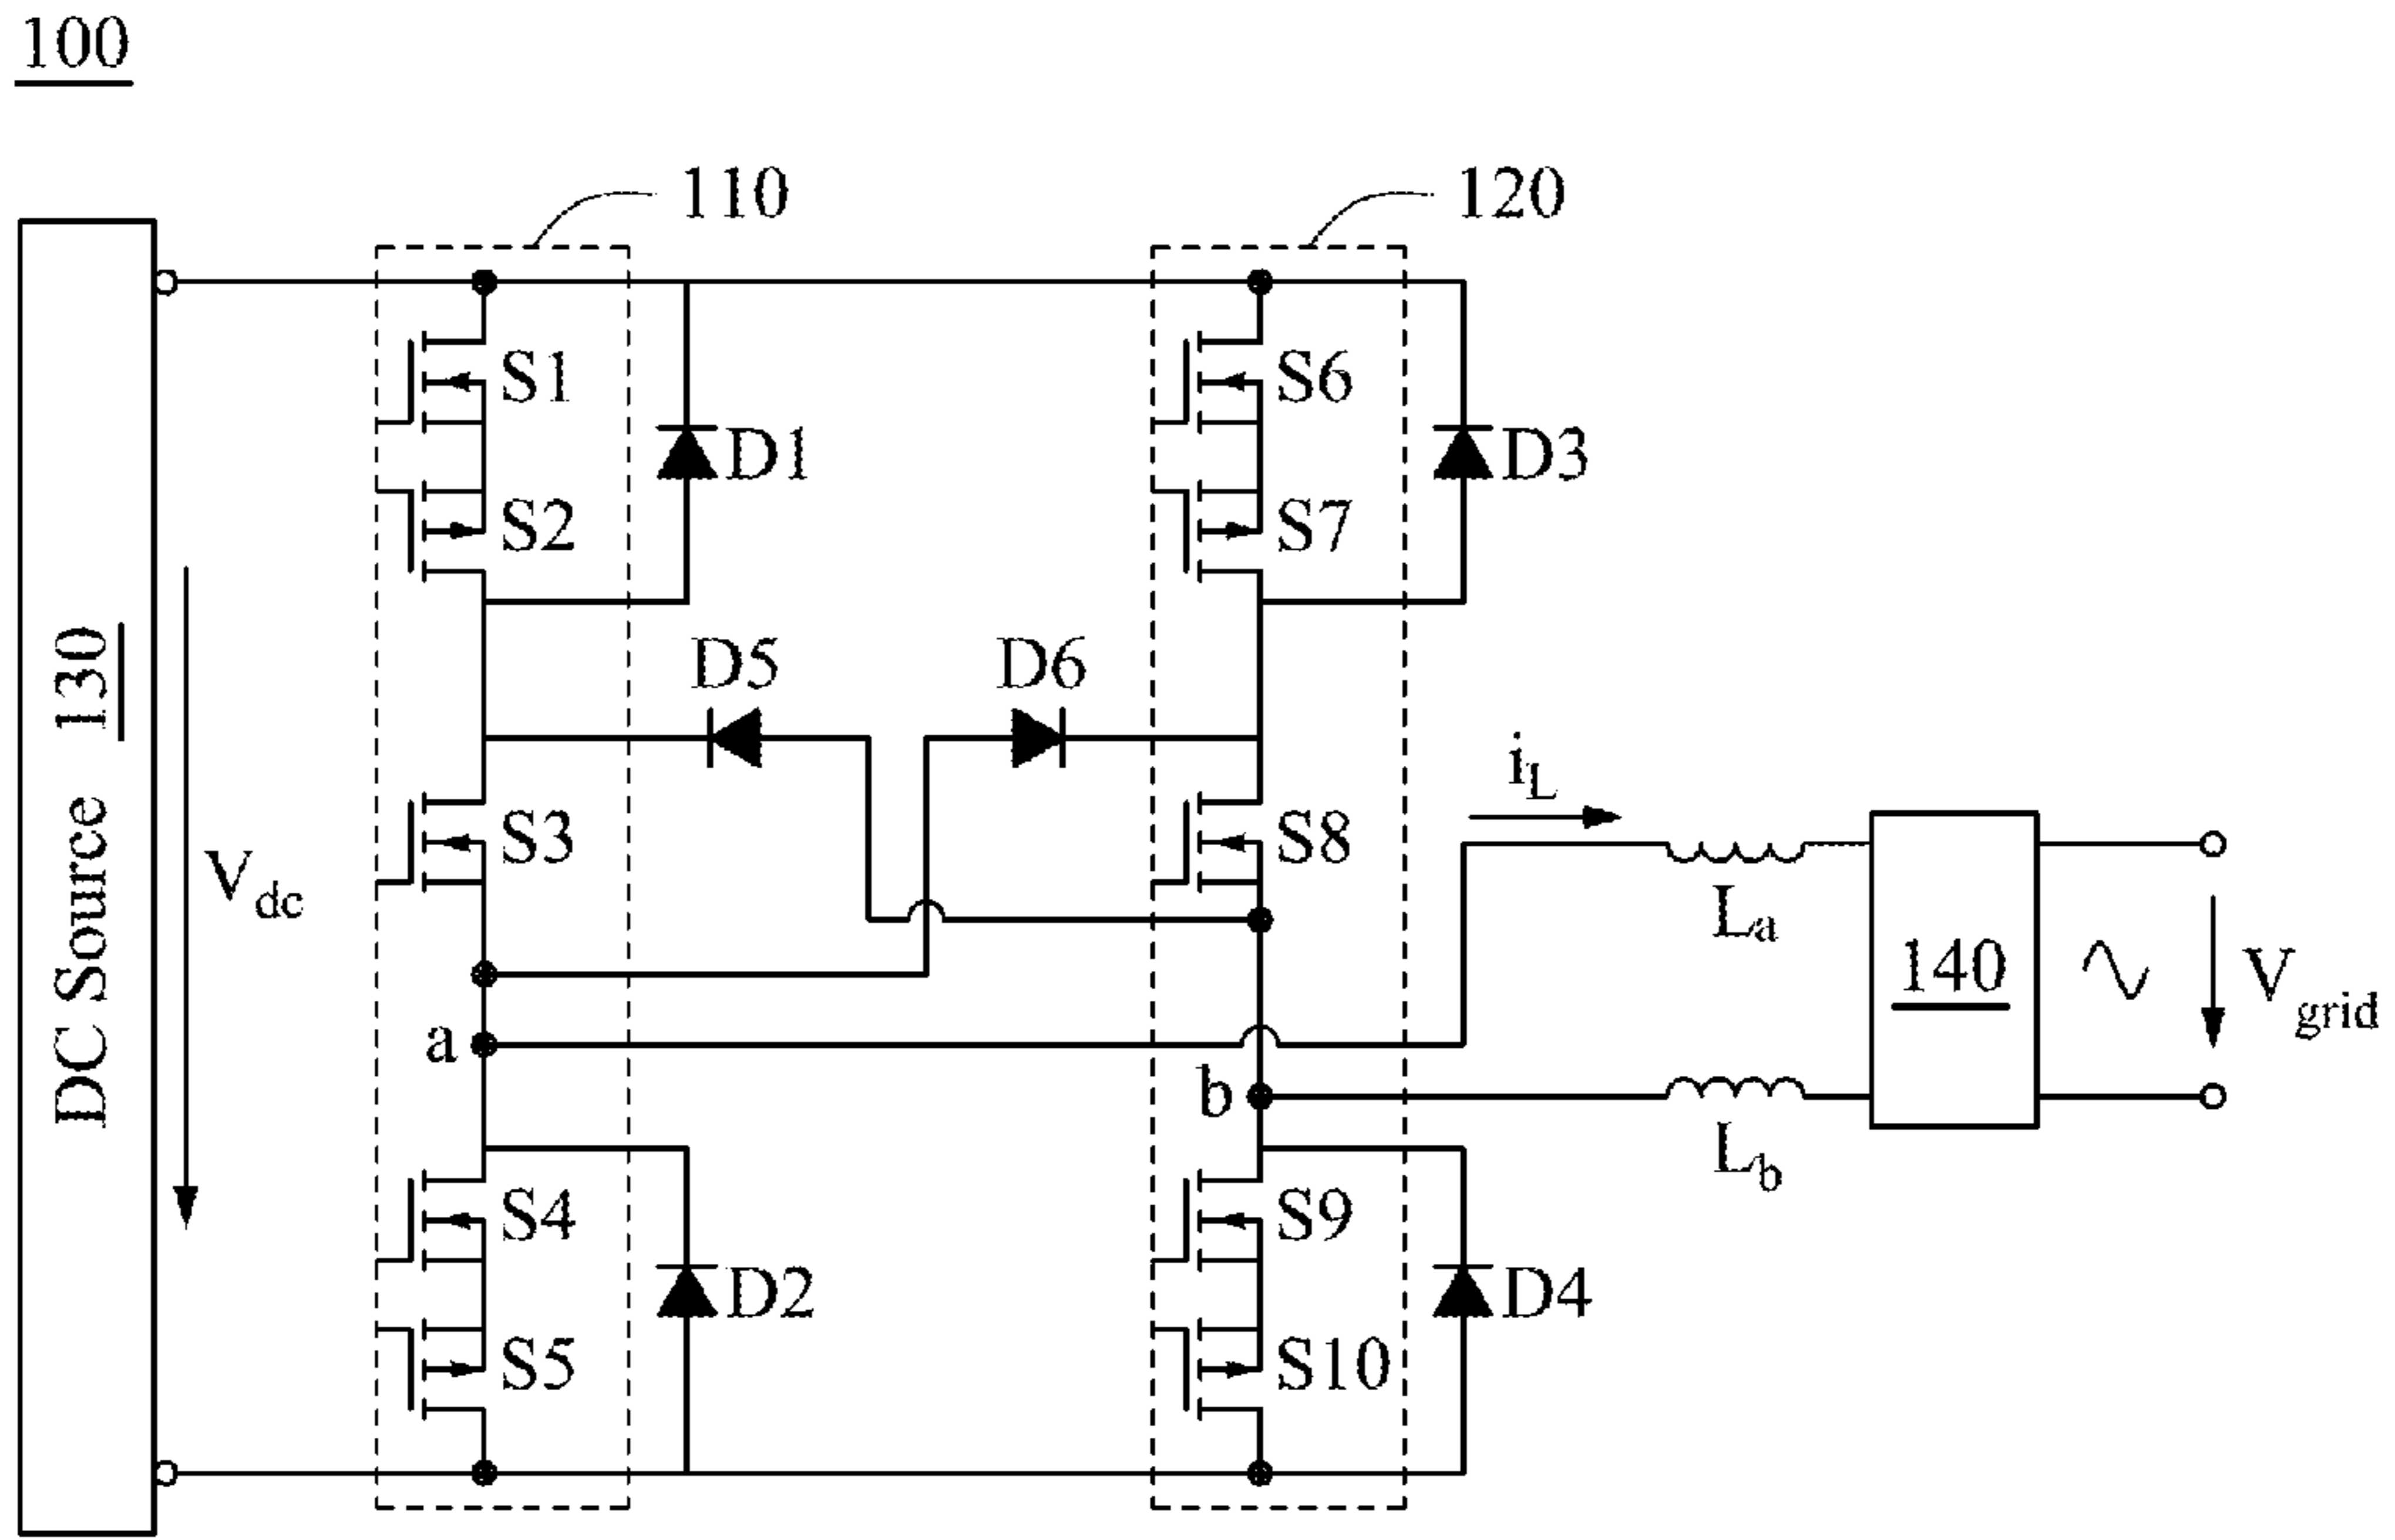 100
110
120
S1
S6
D1
D3
S2
S7
D5
D6
DC Source 130
Vdc
S3
S8
iL
La
140
Vgrid
a
b
Lb
S4
S9
D2
D4
S5
S10